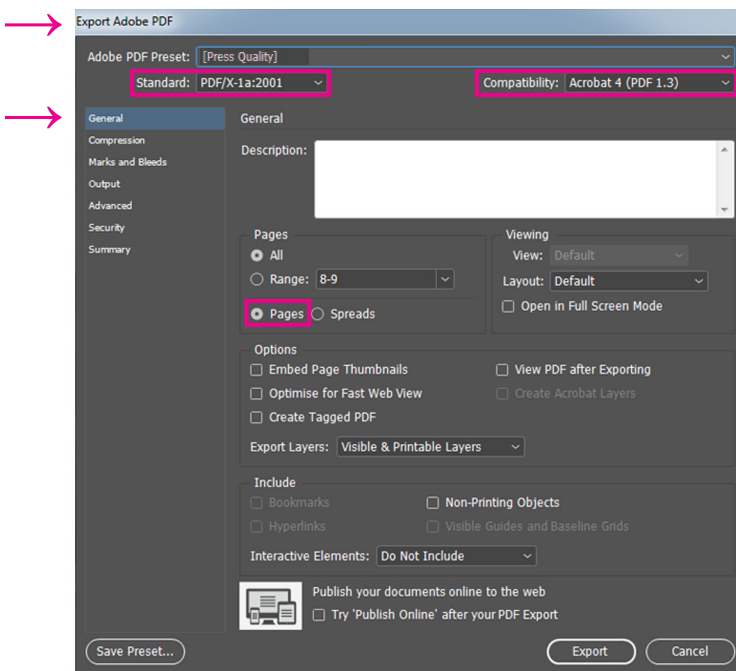 Export Adobe PDF
Adobe PDF Preset: [Press Quality]
Standard: PDF/X-1a:2001 Compatibility: Acrobat 4 (PDF 1.3)
General
Compression
Marks and Bleeds
Output
Advanced
Security
Summary
General
Description:
Pages
All
Range: 8-9
Pages Spreads
Viewing
View: Default
Layout: Default
Open in Full Screen Mode
Options
Embed Page Thumbnails View PDF after Exporting
Optimise for Fast Web View Create Acrobat Layers
Create Tagged PDF
Export Layers: Visible & Printable Layers
Include
Bookmarks Non-Printing Objects
Hyperlinks Visible Guides and Baseline Grids
Interactive Elements: Do Not Include
Publish your documents online to the web
Try 'Publish Online' after your PDF Export
Save Preset... Export Cancel